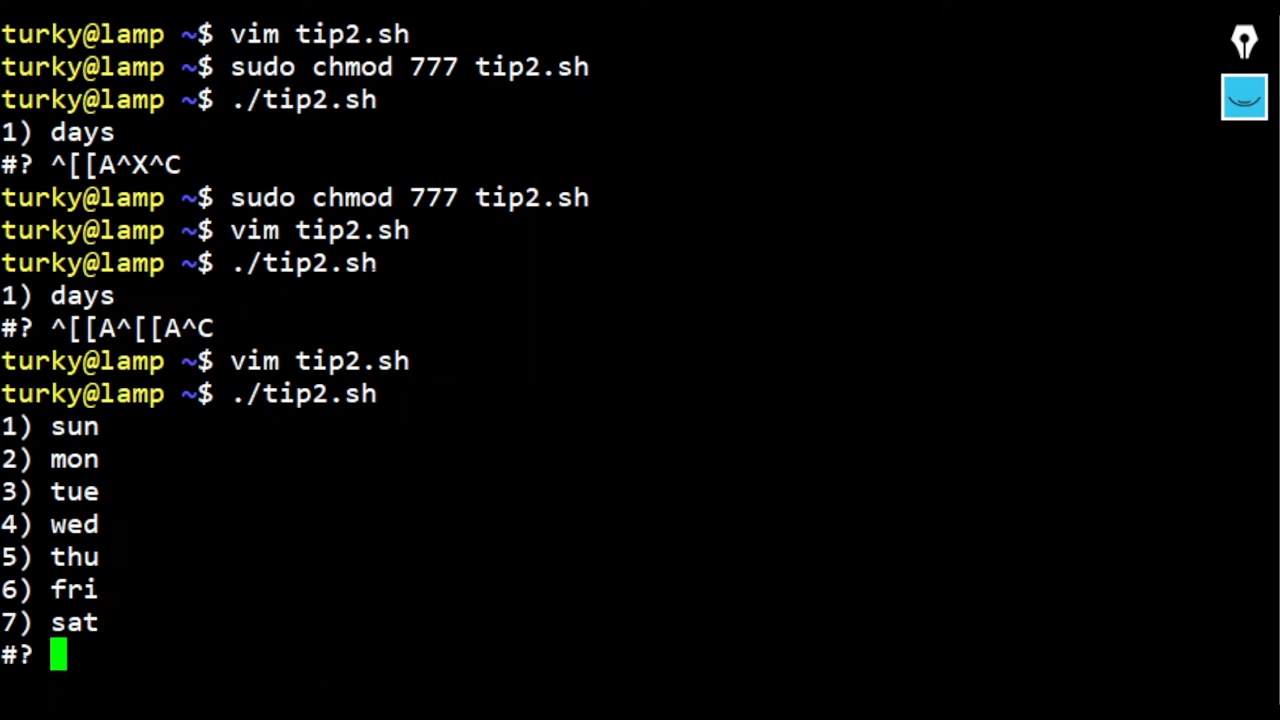 turky@lamp ~$ vim tip2.sh
turky@lamp ~$ sudo chmod 777 tip2.sh
turky@lamp ~$ ./tip2.sh
1) days
#? ^[[A^X^C
turky@lamp ~$ sudo chmod 777 tip2.sh
turky@lamp ~$ vim tip2.sh
turky@lamp ~$ ./tip2.sh
1) days
#? ^[[A^[[A^C
turky@lamp ~$ vim tip2.sh
turky@lamp ~$ ./tip2.sh
1) sun
2) mon
3) tue
4) wed
5) thu
6) fri
7) sat
#?